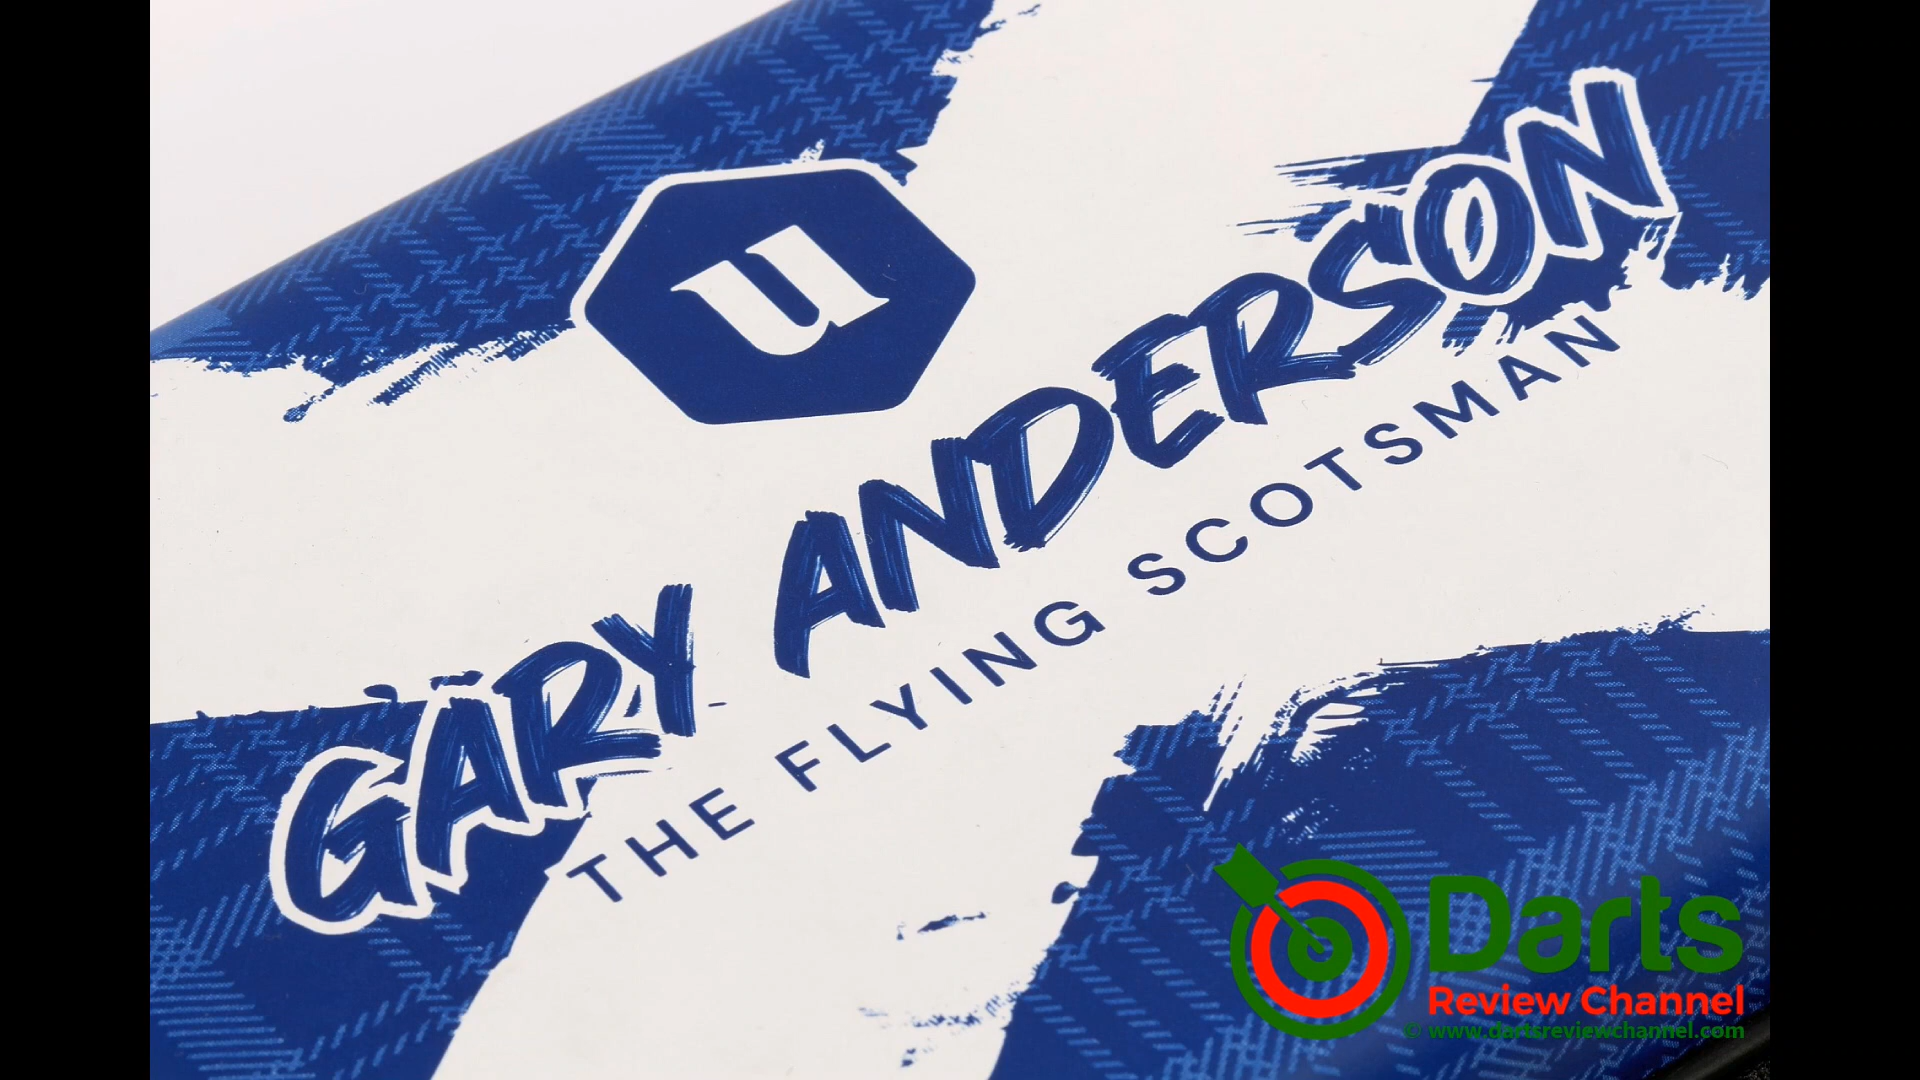 u
GARY ANDERSON
THE FLYING SCOTSMAN
Darts
Review Channel
© www.dartsreviewchannel.com